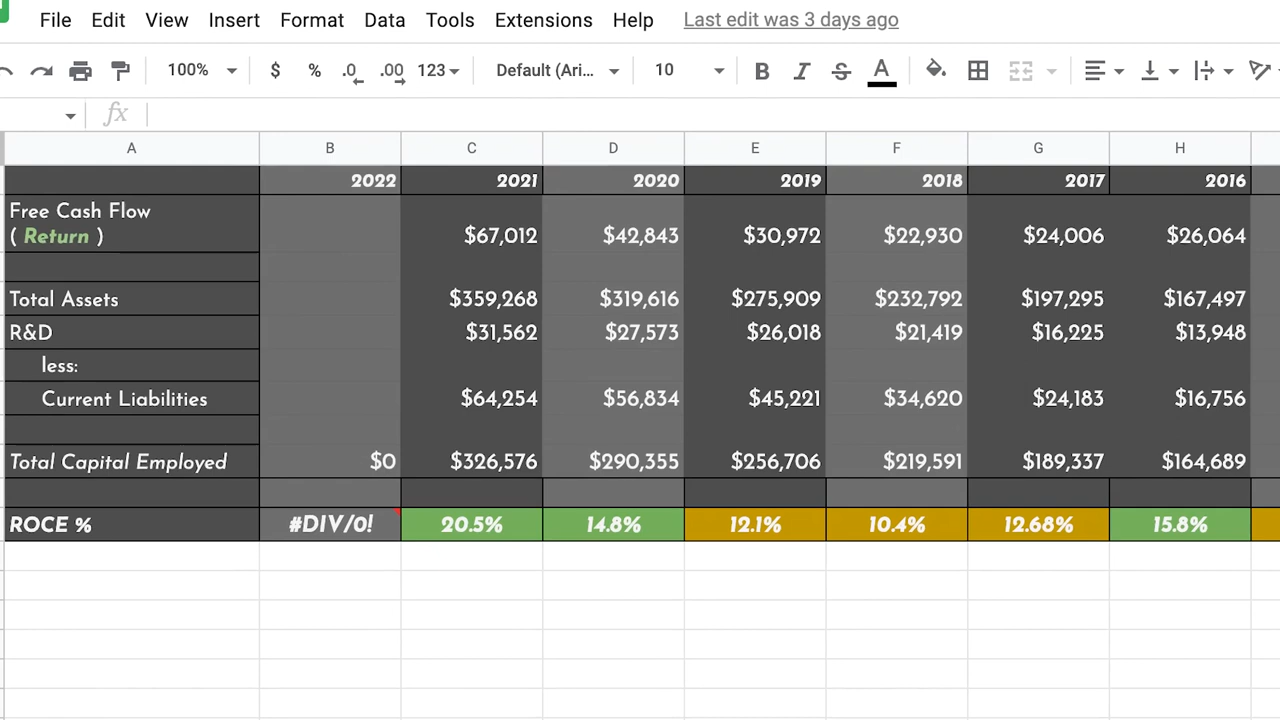 File Edit View Insert Format Data Tools Extensions Help Last edit was 3 days ago
100% $ % .0 .00 123 Default (Ari... 10 B I S A
fx
A B C D E F G H
2022 2021 2020 2019 2018 2017 2016
Free Cash Flow
( Return ) $67,012 $42,843 $30,972 $22,930 $24,006 $26,064
Total Assets $359,268 $319,616 $275,909 $232,792 $197,295 $167,497
R&D $31,562 $27,573 $26,018 $21,419 $16,225 $13,948
less:
Current Liabilities $64,254 $56,834 $45,221 $34,620 $24,183 $16,756
Total Capital Employed $0 $326,576 $290,355 $256,706 $219,591 $189,337 $164,689
ROCE % #DIV/0! 20.5% 14.8% 12.1% 10.4% 12.68% 15.8%